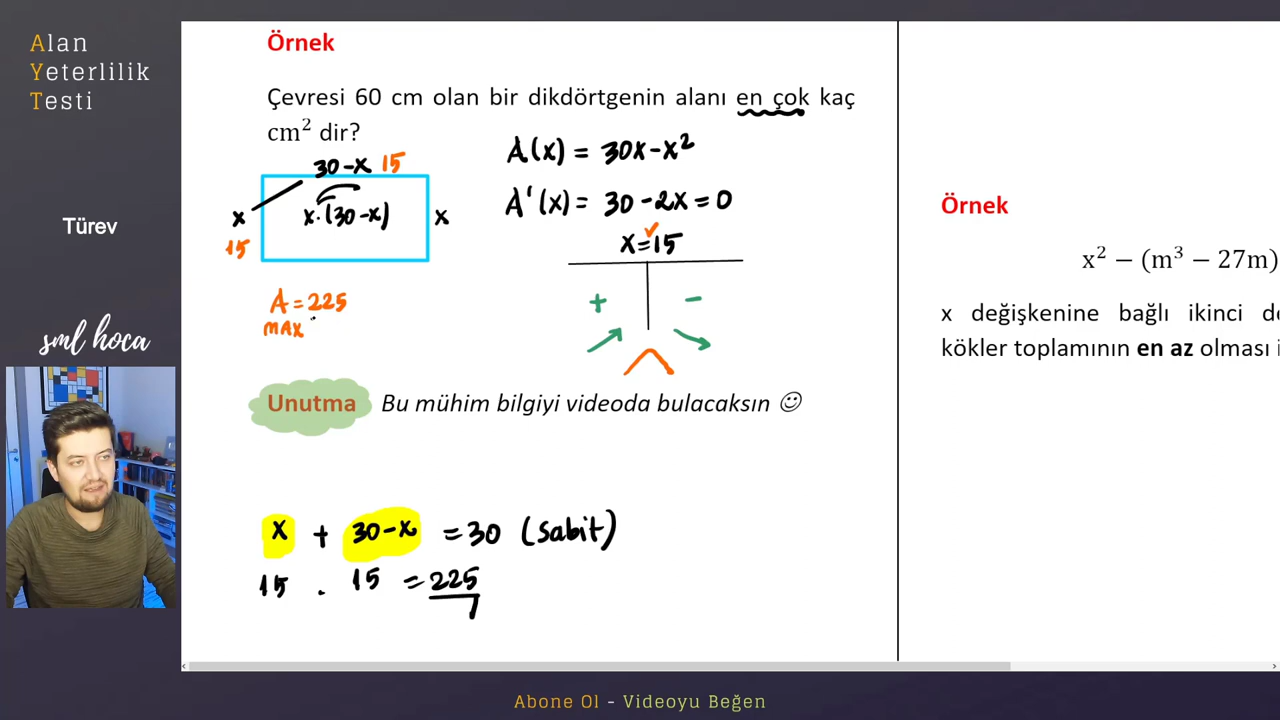 Alan
Yeterlilik
Testi
Türev
sml hoca
Örnek
Çevresi 60 cm olan bir dikdörtgenin alanı en çok kaç
cm² dir?
30-x 15
x
x·(30-x)
x
15
A = 225
MAX
A(x) = 30x-x²
A'(x) = 30-2x=0
x=15
+ -
Unutma Bu mühim bilgiyi videoda bulacaksın ☺
x + 30-x = 30 (Sabit)
15 . 15 = 225
Örnek
x² − (m³ − 27m)
x değişkenine bağlı ikinci de
kökler toplamının en az olması i
Abone Ol - Videoyu Beğen